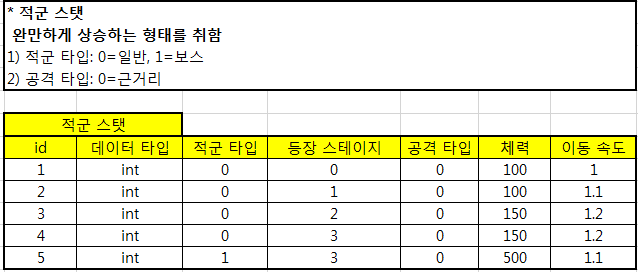 * 적군 스탯
완만하게 상승하는 형태를 취함
1) 적군 타입: 0=일반, 1=보스
2) 공격 타입: 0=근거리
적군 스탯
id 데이터 타입 적군 타입 등장 스테이지 공격 타입 체력 이동 속도
1 int 0 0 0 100 1
2 int 0 1 0 100 1.1
3 int 0 2 0 150 1.2
4 int 0 3 0 150 1.2
5 int 1 3 0 500 1.1